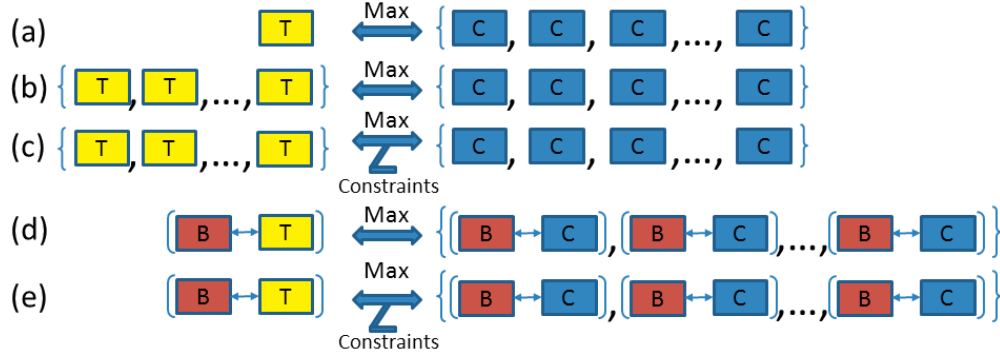 (a) T Max { C , C , C ,..., C }
(b) { T , T ,..., T } Max { C , C , C ,..., C }
(c) { T , T ,..., T } Max { C , C , C ,..., C }
Constraints
(d) ( B T ) Max { ( B C ) , ( B C ) ,..., ( B C ) }
(e) ( B T ) Max { ( B C ) , ( B C ) ,..., ( B C ) }
Constraints